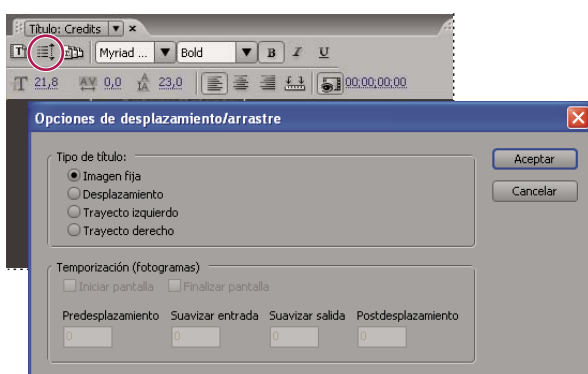 Título: Credits
T Myriad ... Bold B I U
T 21,8 AV 0,0 A 23,0 00;00;00;00
Opciones de desplazamiento/arrastre
Tipo de título:
Imagen fija
Desplazamiento
Trayecto izquierdo
Trayecto derecho
Aceptar
Cancelar
Temporización (fotogramas)
Iniciar pantalla Finalizar pantalla
Predesplazamiento Suavizar entrada Suavizar salida Postdesplazamiento
0 0 0 0